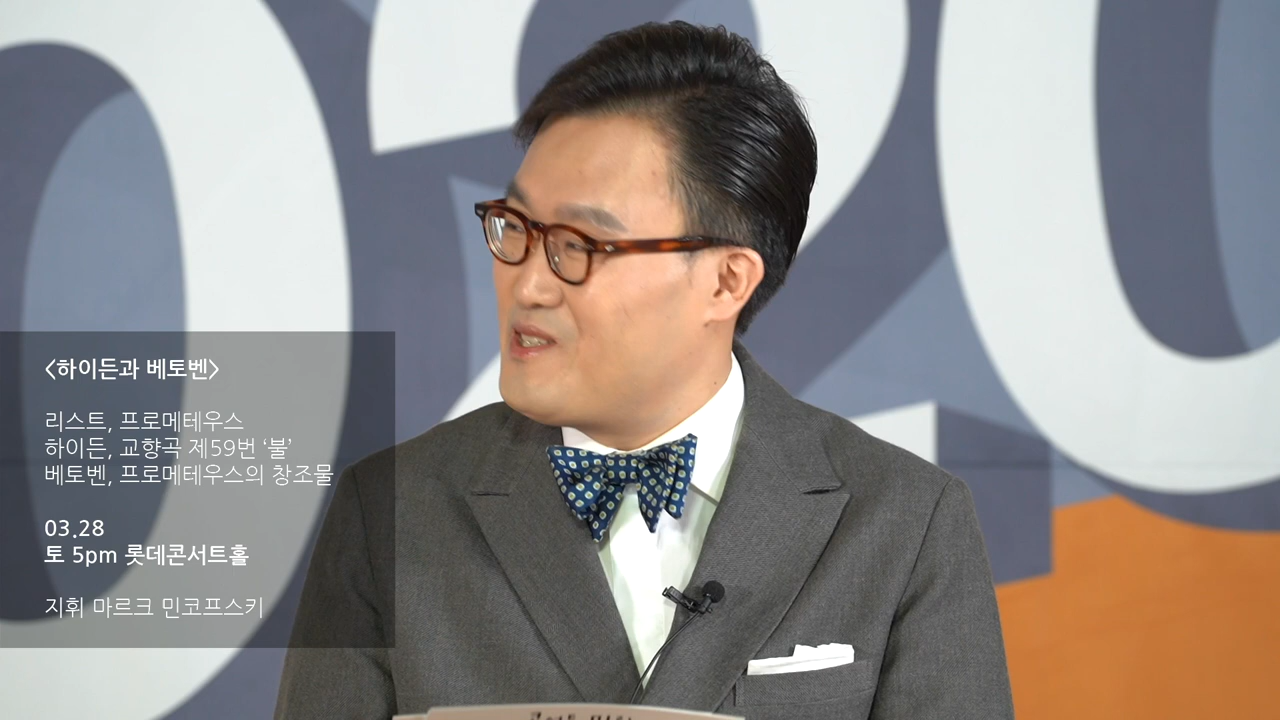 <하이든과 베토벤>
리스트, 프로메테우스
하이든, 교향곡 제59번 ‘불’
베토벤, 프로메테우스의 창조물
03.28
토 5pm 롯데콘서트홀
지휘 마르크 민코프스키
2020